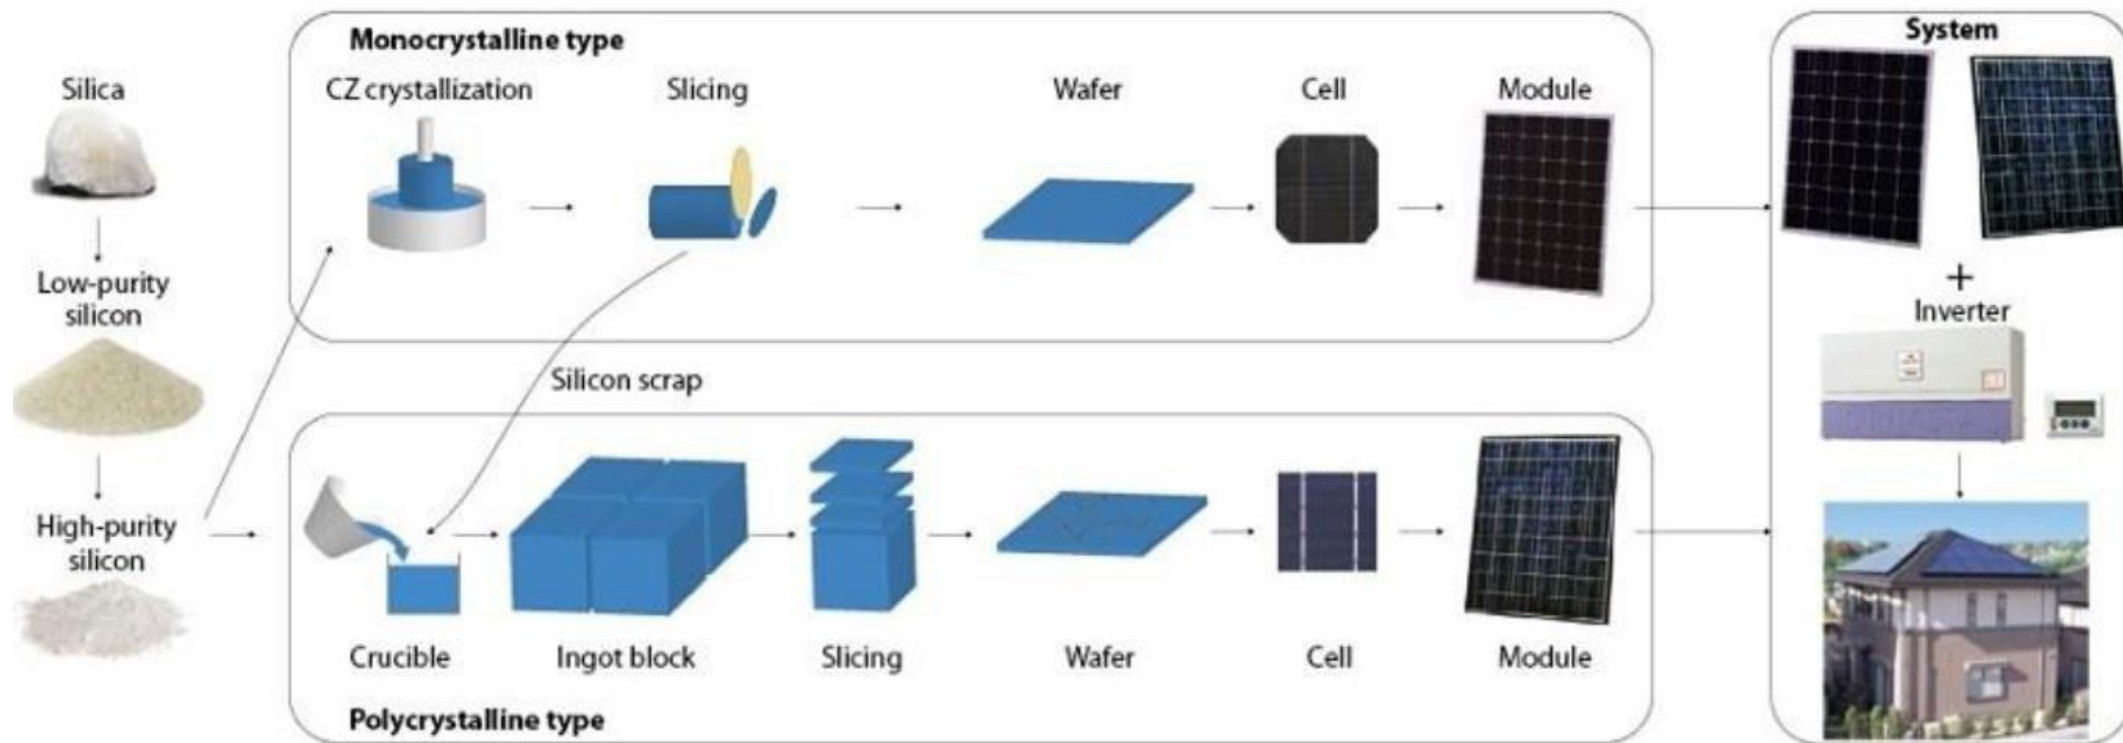 Monocrystalline type
System
Silica
CZ crystallization
Slicing
Wafer
Cell
Module
Low-purity
silicon
+
Inverter
Silicon scrap
High-purity
silicon
Crucible
Ingot block
Slicing
Wafer
Cell
Module
Polycrystalline type